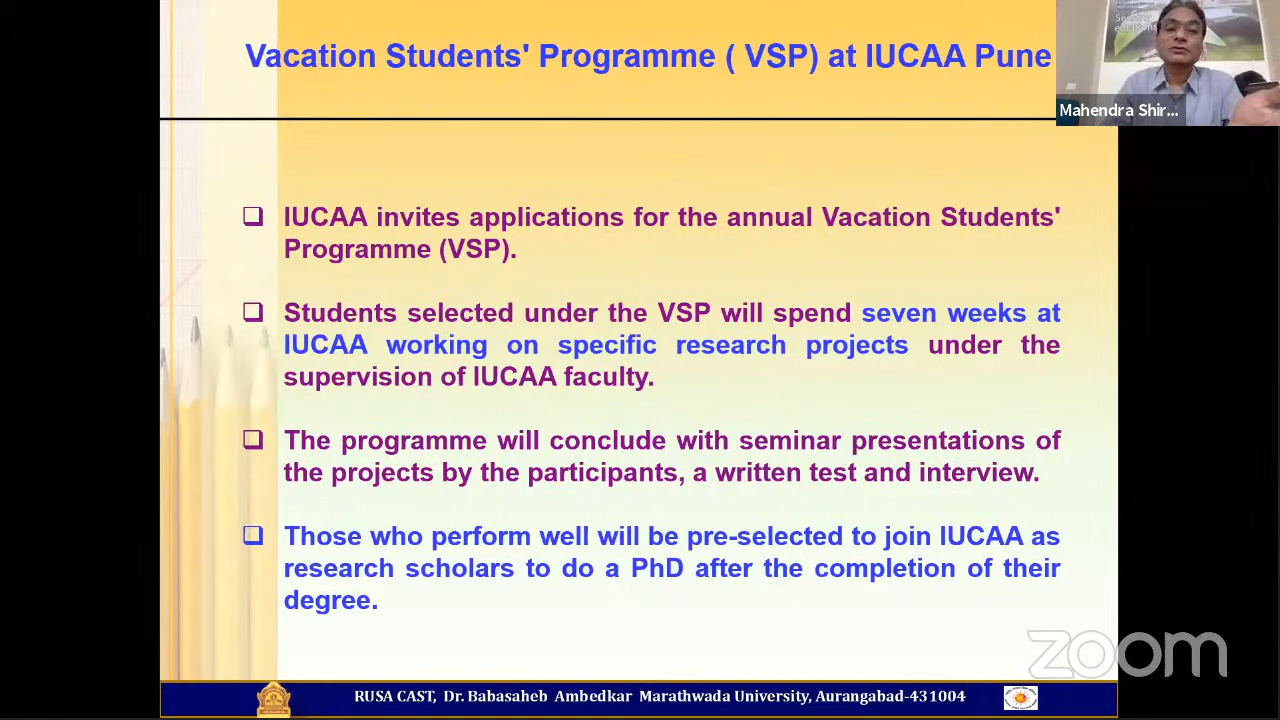 Vacation Students' Programme ( VSP) at IUCAA Pune
Mahendra Shir...
IUCAA invites applications for the annual Vacation Students'
Programme (VSP).
Students selected under the VSP will spend seven weeks at
IUCAA working on specific research projects under the
supervision of IUCAA faculty.
The programme will conclude with seminar presentations of
the projects by the participants, a written test and interview.
Those who perform well will be pre-selected to join IUCAA as
research scholars to do a PhD after the completion of their
degree.
zoom
RUSA CAST, Dr. Babasaheb Ambedkar Marathwada University, Aurangabad-431004